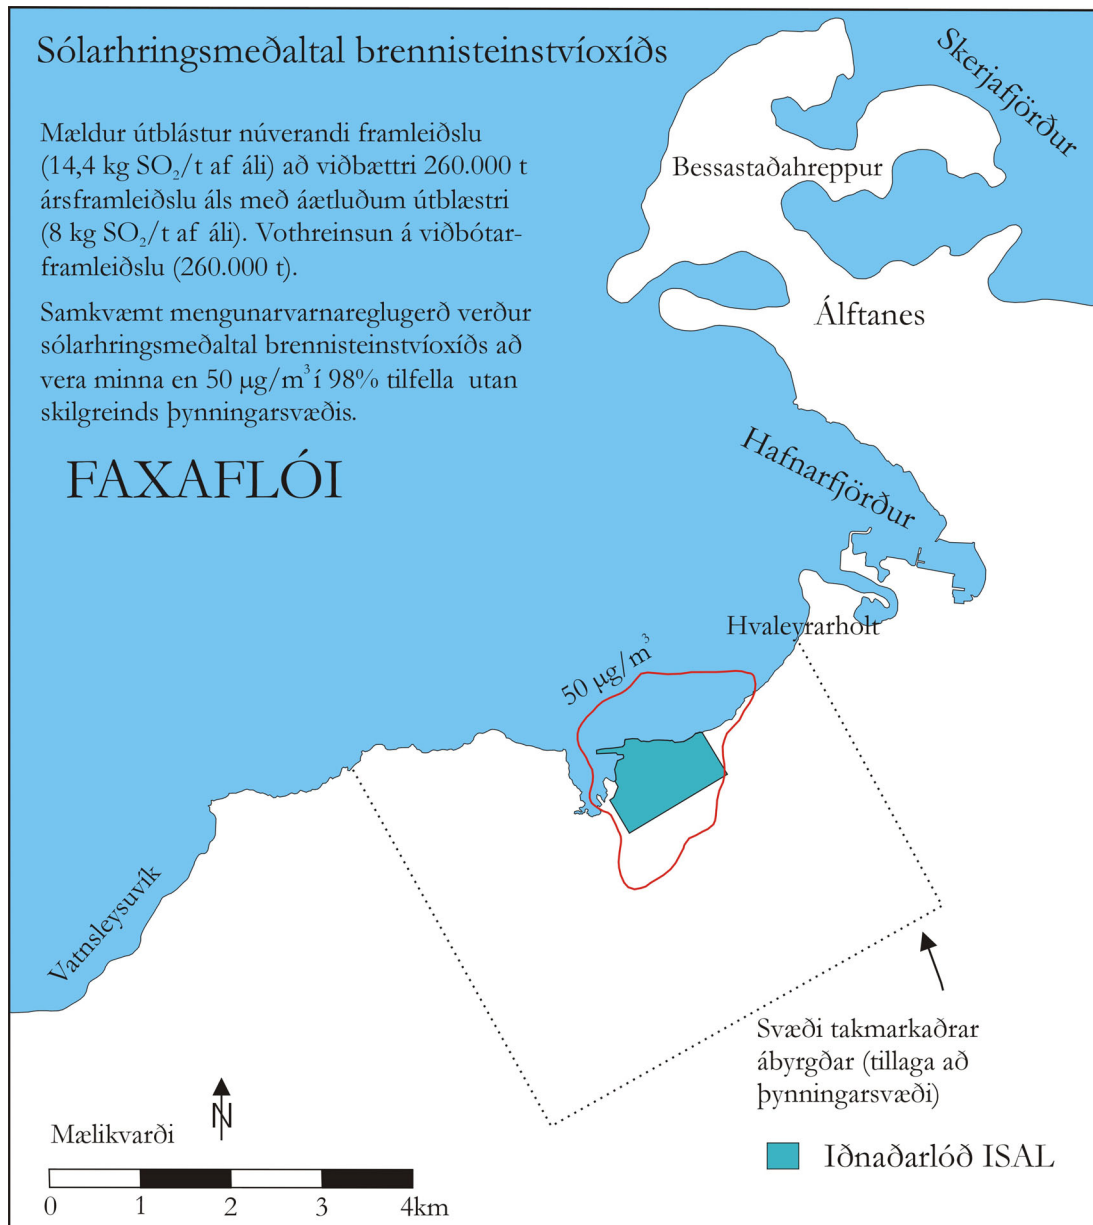 Sólarhringsmeðaltal brennisteinstvíoxíðs
Mældur útblástur núverandi framleiðslu
(14,4 kg SO₂/t af áli) að viðbættri 260.000 t
ársframleiðslu áls með áætluðum útblæstri
(8 kg SO₂/t af áli). Vothreinsun á viðbótar-
framleiðslu (260.000 t).
Samkvæmt mengunarvarnareglugerð verður
sólarhringsmeðaltal brennisteinstvíoxíðs að
vera minna en 50 µg/m³ í 98% tilfella utan
skilgreinds þynningarsvæðis.
FAXAFLÓI
Skerjafjörður
Bessastaðahreppur
Álftanes
Hafnarfjörður
Hvaleyrarholt
50 µg/m³
Vatnsleysuvík
Svæði takmarkaðrar
ábyrgðar (tillaga að
þynningarsvæði)
N
Mælikvarði
0 1 2 3 4km
Iðnaðarlóð ISAL